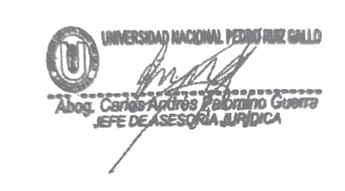 UNIVERSIDAD NACIONAL PEDRO RUIZ GALLO
Abog. Carlos Andrés Palomino Guerra
JEFE DE ASESORÍA JURÍDICA